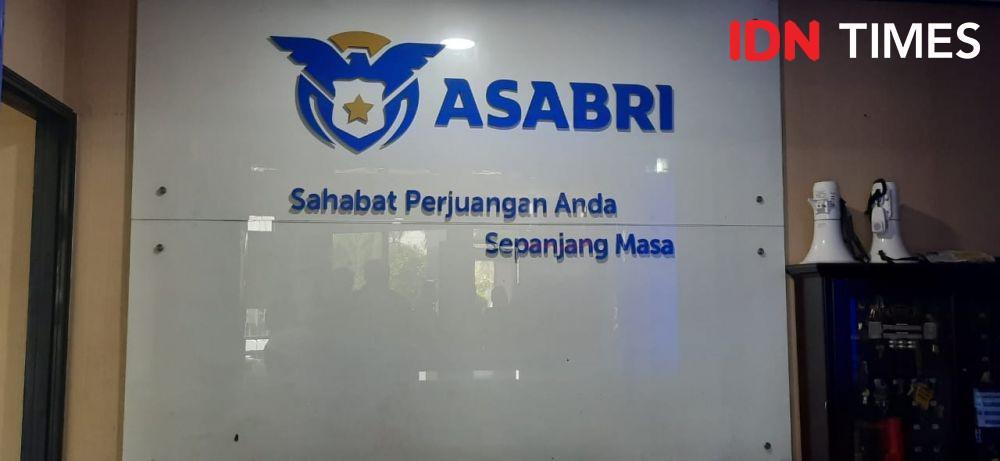 IDN TIMES
ASABRI
Sahabat Perjuangan Anda
Sepanjang Masa